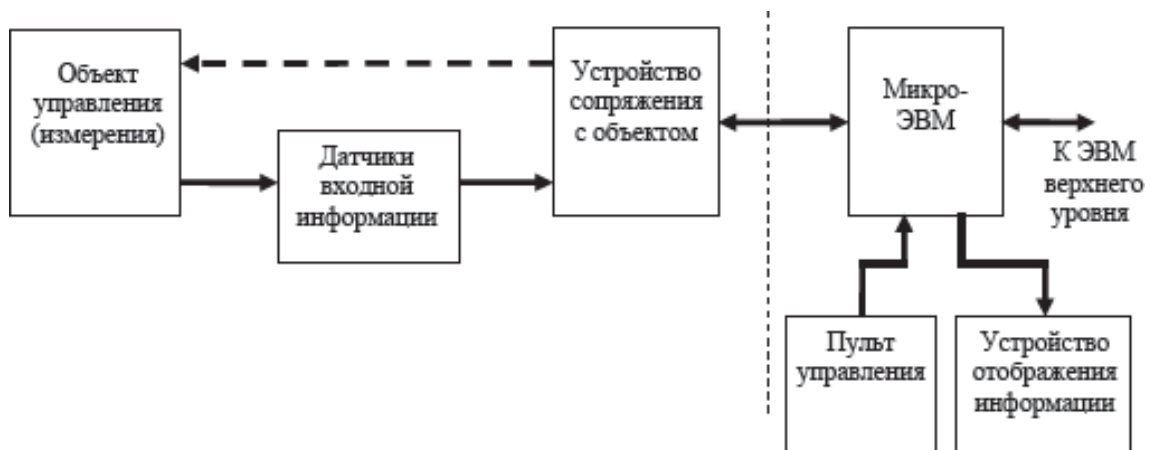 Объект
управления
(измерения)
Датчики
входной
информации
Устройство
сопряжения
с объектом
Микро-
ЭВМ
К ЭВМ
верхнего
уровня
Пульт
управления
Устройство
отображения
информации